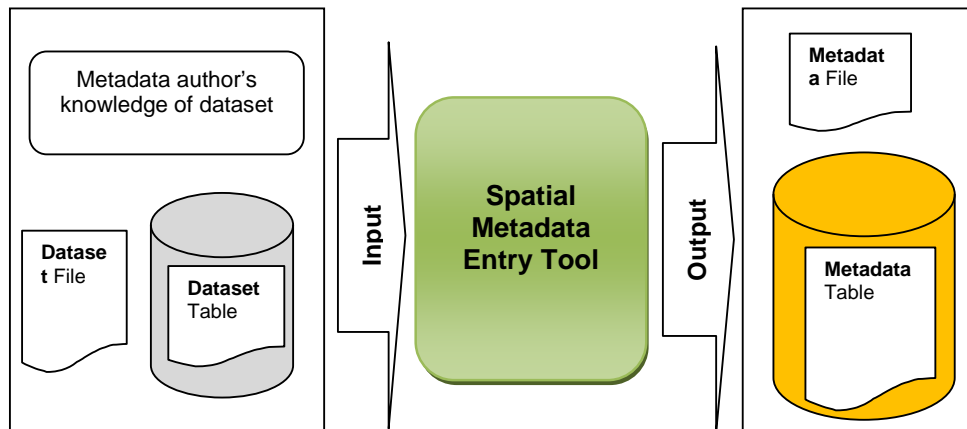 Metadata author’s
knowledge of dataset
Datase
t File
Dataset
Table
Input
Spatial
Metadata
Entry Tool
Output
Metadat
a File
Metadata
Table